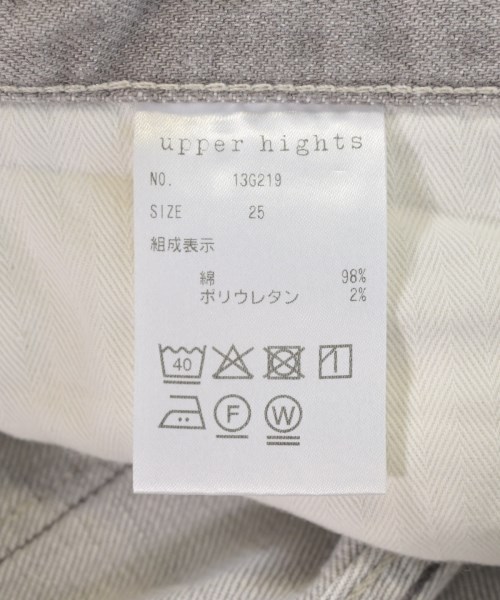 upper hights
NO. 13G219
SIZE 25
組成表示
綿 98%
ポリウレタン 2%
40
F W